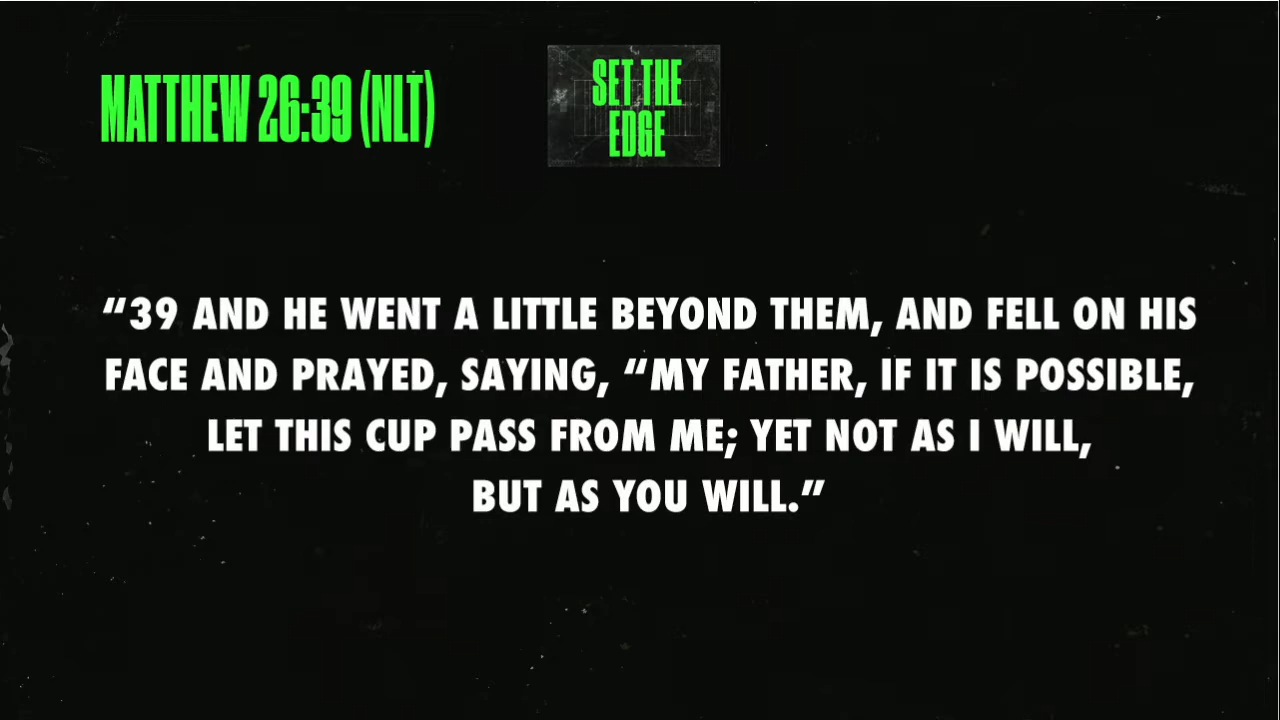 MATTHEW 26:39 (NLT)
SET THE
EDGE
“39 AND HE WENT A LITTLE BEYOND THEM, AND FELL ON HIS
FACE AND PRAYED, SAYING, “MY FATHER, IF IT IS POSSIBLE,
LET THIS CUP PASS FROM ME; YET NOT AS I WILL,
BUT AS YOU WILL.”